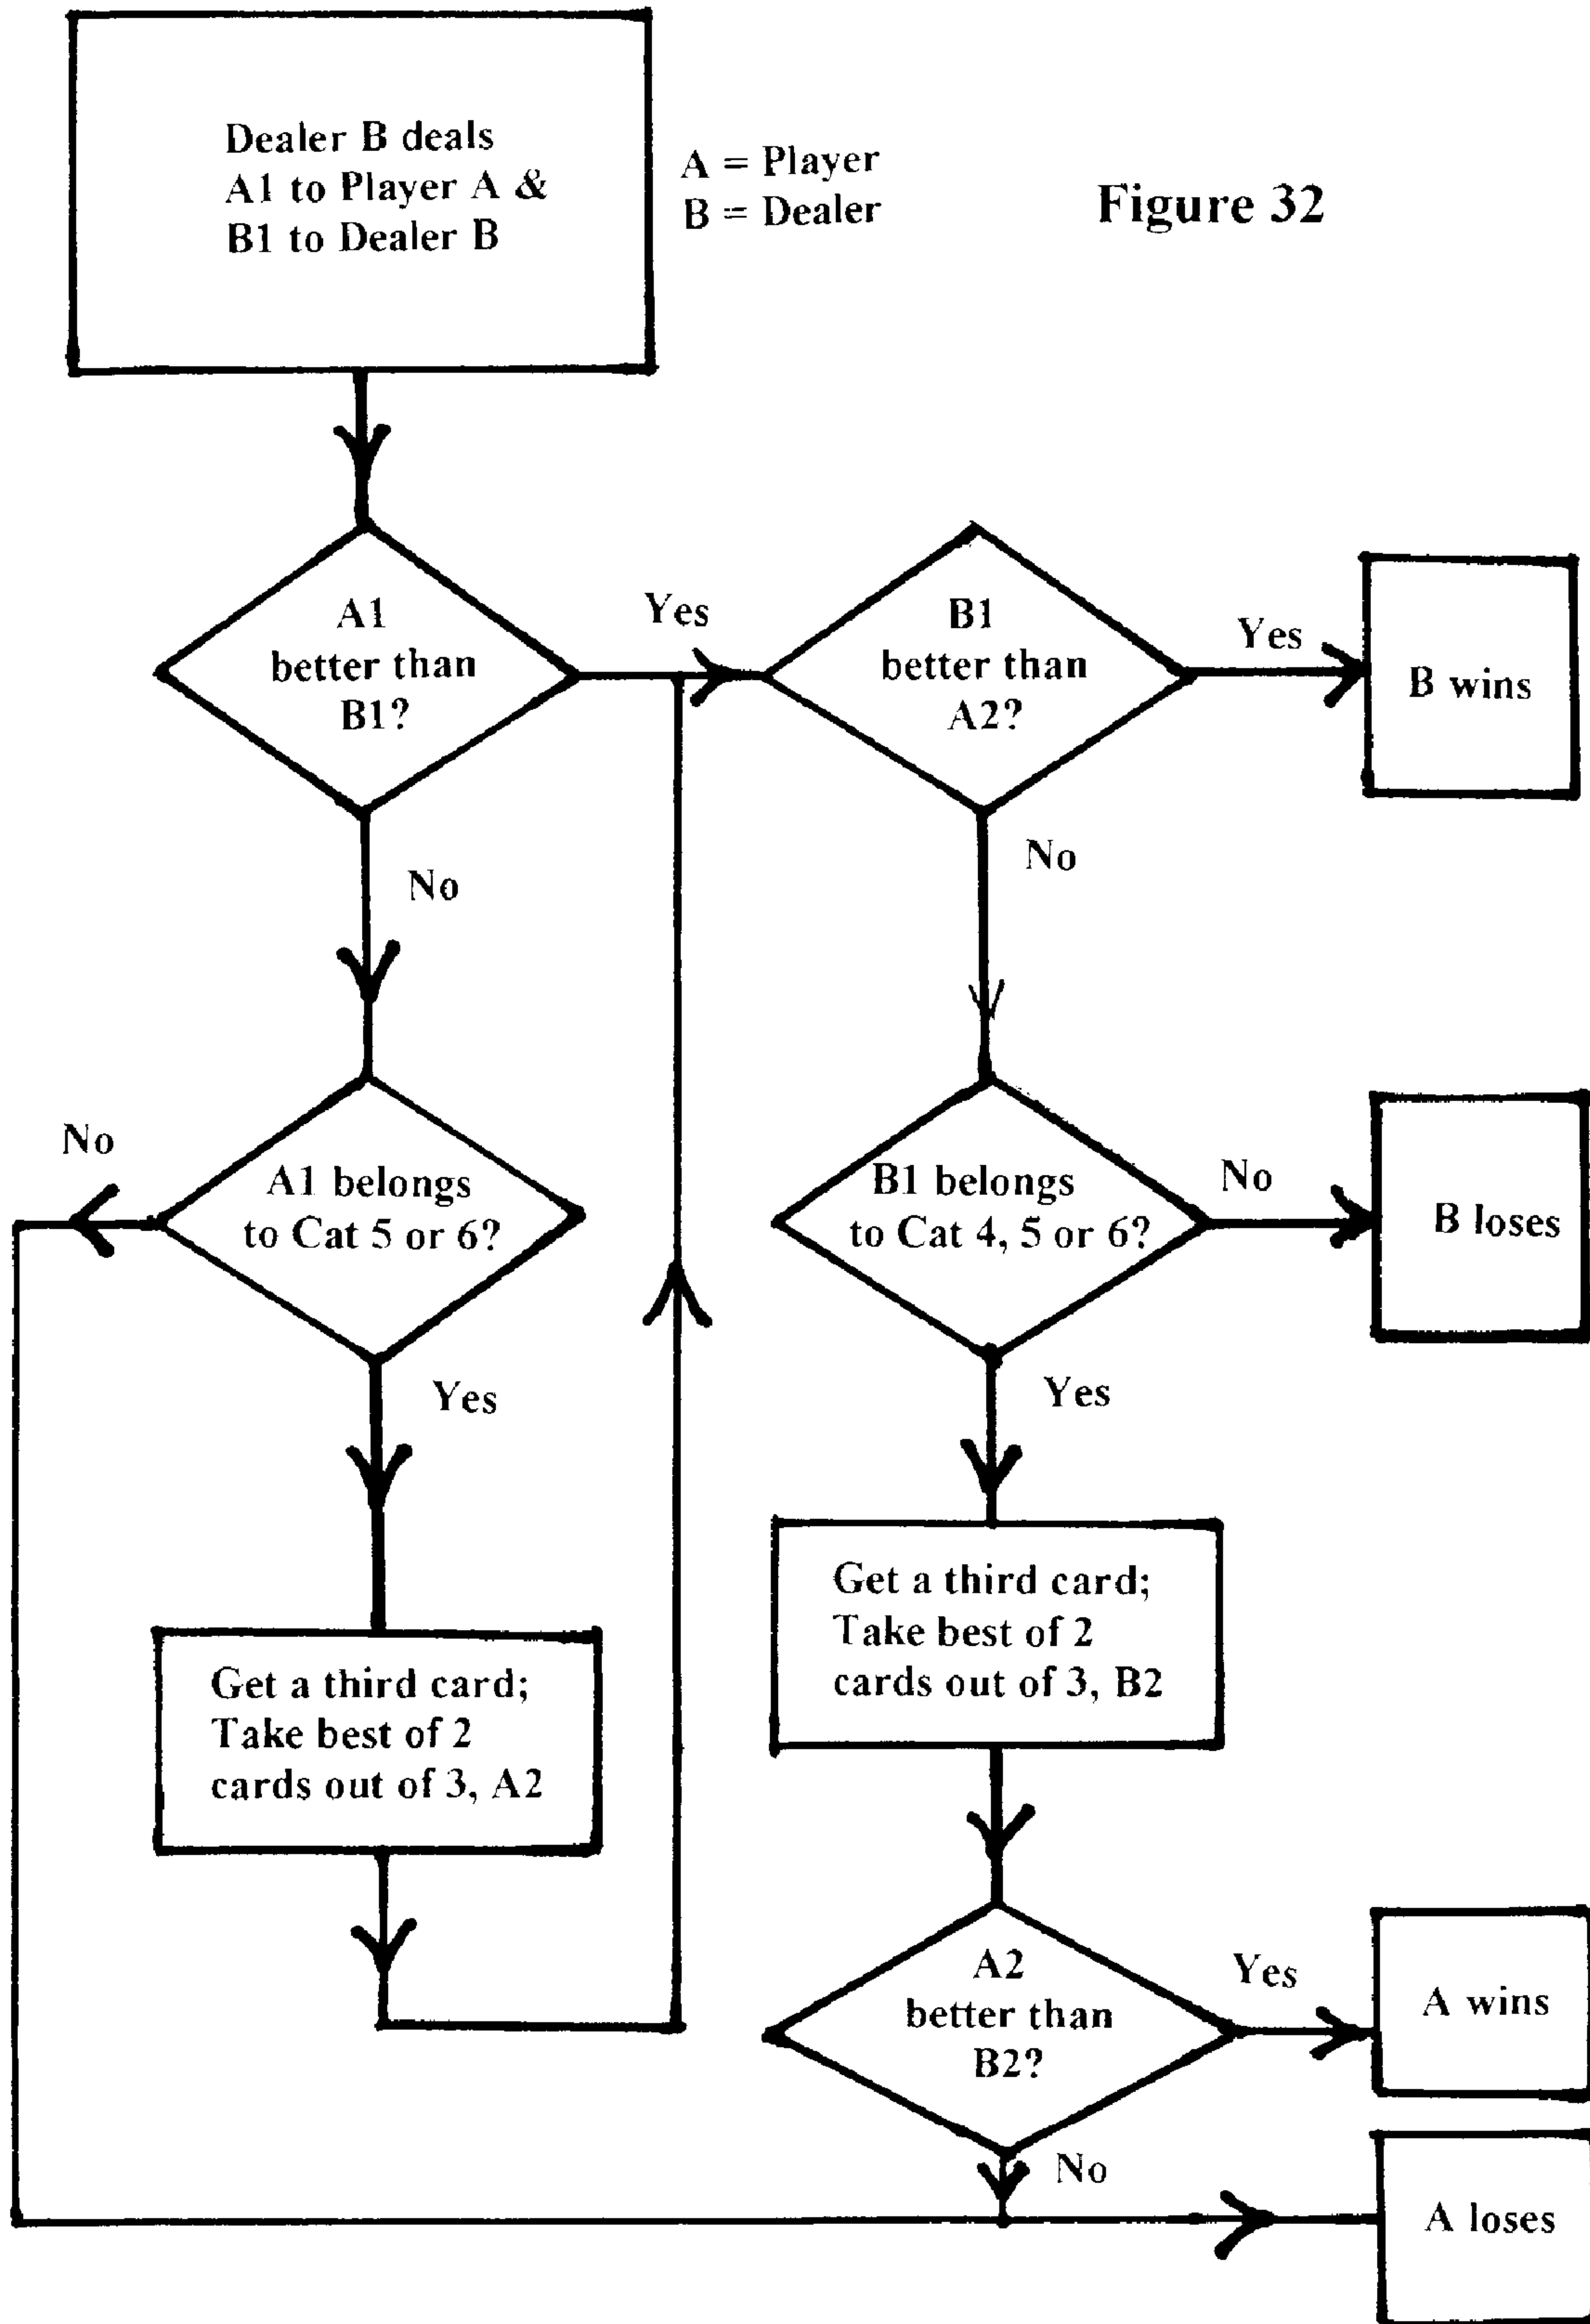 Dealer B deals
A1 to Player A &
B1 to Dealer B
A = Player
B = Dealer
Figure 32
A1
better than
B1?
Yes
B1
better than
A2?
Yes
B wins
No
No
No
A1 belongs
to Cat 5 or 6?
B1 belongs
to Cat 4, 5 or 6?
No
B loses
Yes
Yes
Get a third card;
Take best of 2
cards out of 3, A2
Get a third card;
Take best of 2
cards out of 3, B2
A2
better than
B2?
Yes
A wins
No
A loses